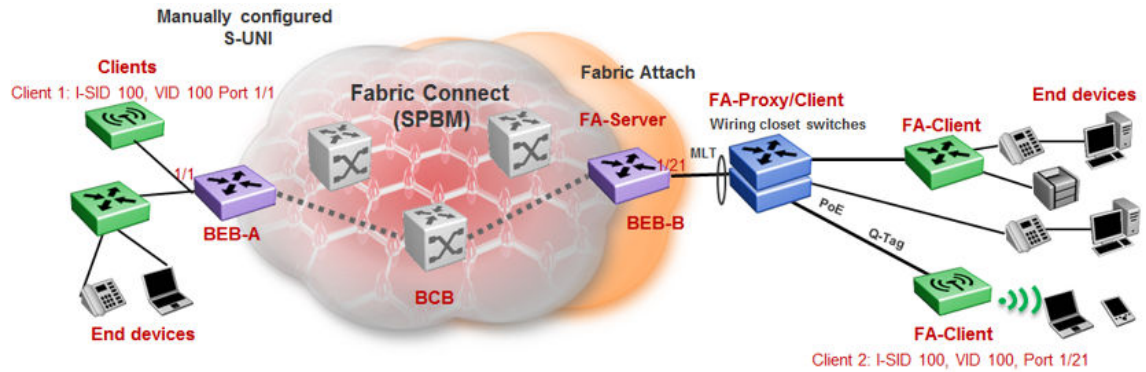 Manually configured
S-UNI
Clients
Client 1: I-SID 100, VID 100 Port 1/1
1/1
BEB-A
End devices
Fabric Connect
(SPBM)
BCB
Fabric Attach
FA-Server
1/21
BEB-B
MLT
FA-Proxy/Client
Wiring closet switches
PoE
Q-Tag
FA-Client
End devices
FA-Client
Client 2: I-SID 100, VID 100, Port 1/21